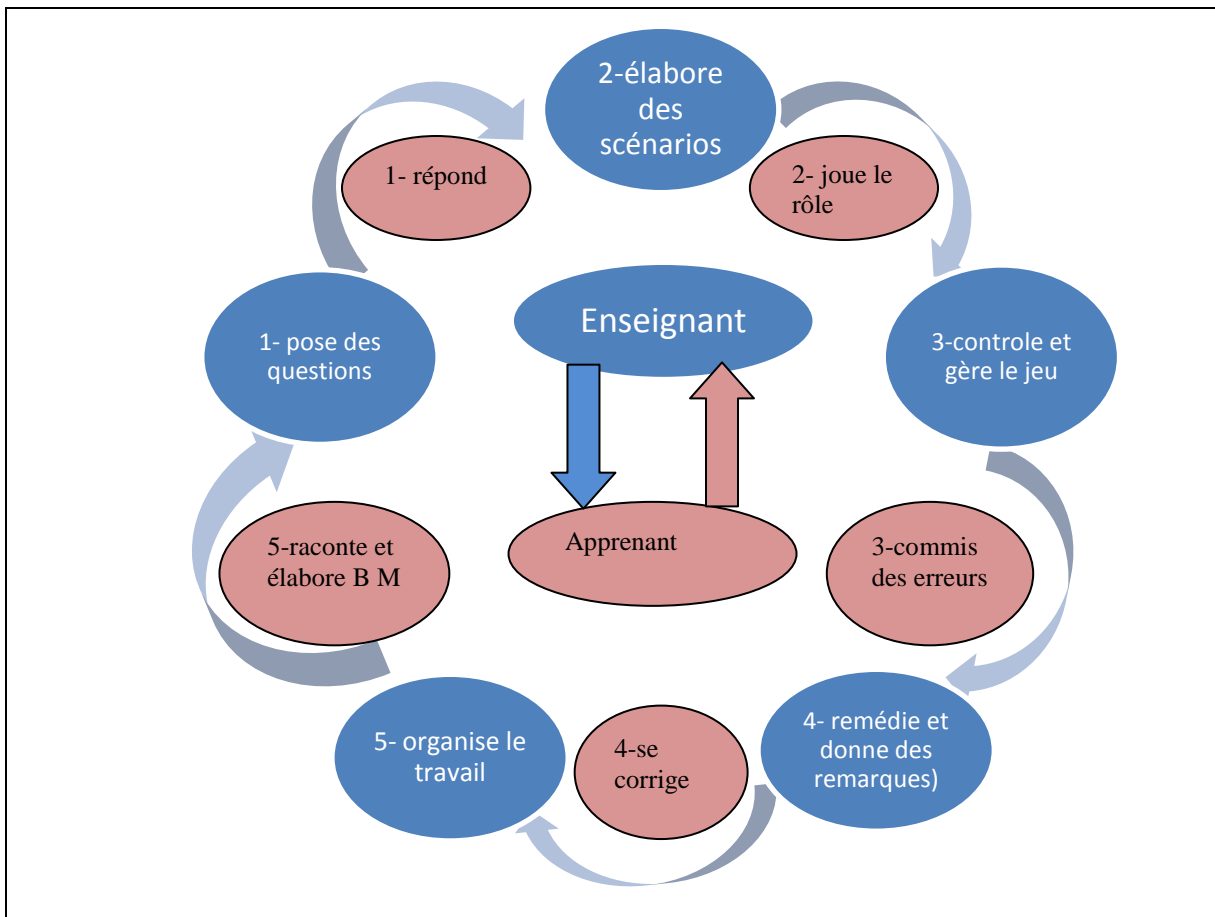 2-élabore
des
scénarios
1- répond
2- joue le
rôle
Enseignant
1- pose des
questions
3-controle et
gère le jeu
Apprenant
5-raconte et
élabore B M
3-commis
des erreurs
4- remédie et
donne des
remarques)
5- organise le
travail
4-se
corrige